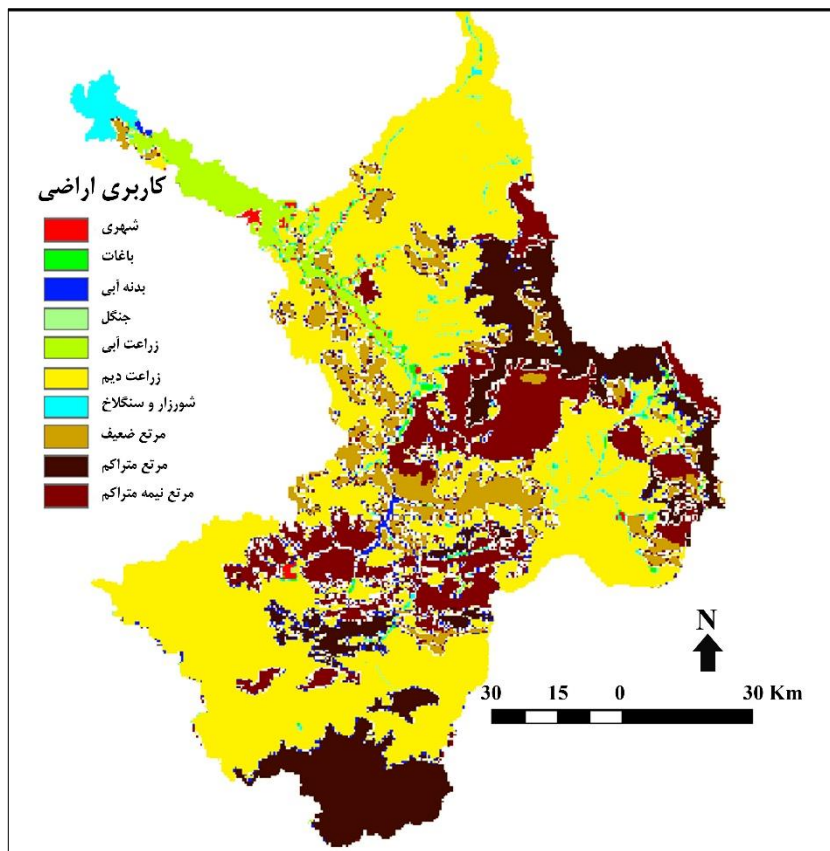 کاربری اراضی
شهری
باغات
بدنه آبی
جنگل
زراعت آبی
زراعت دیم
شورزار و سنگلاخ
مرتع ضعیف
مرتع متراکم
مرتع نیمه متراکم
N
30 15 0 30 Km